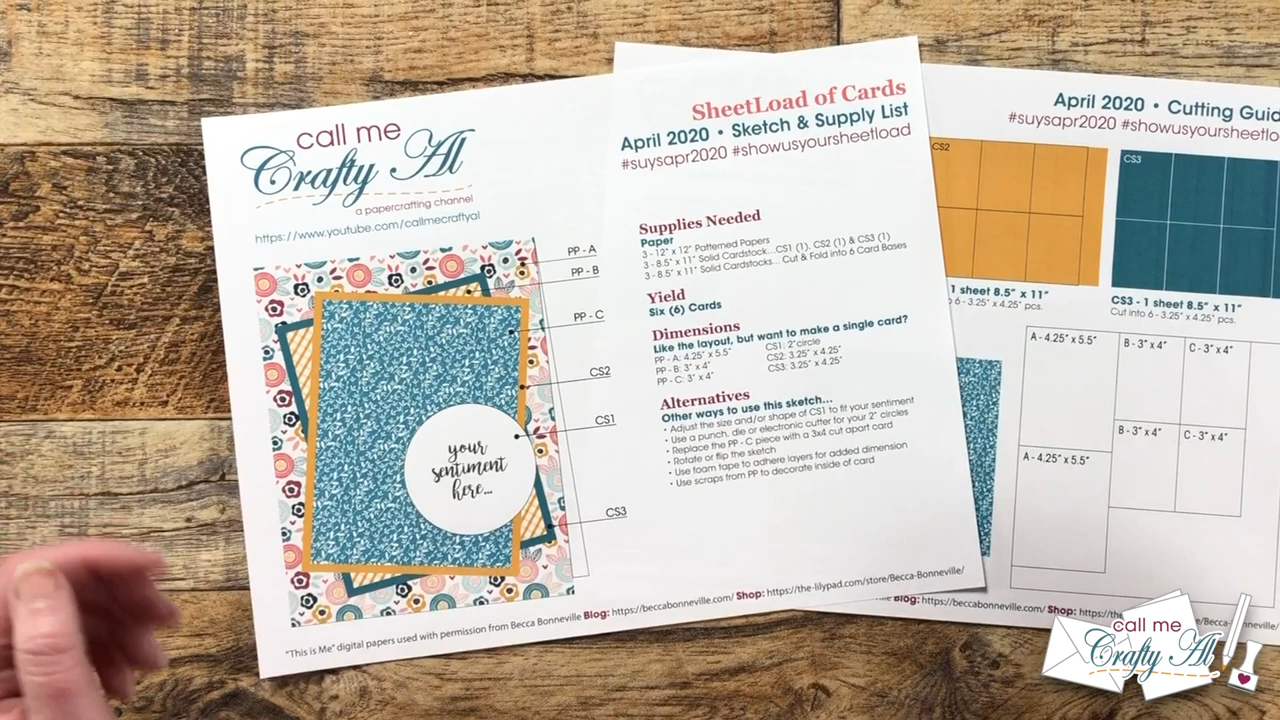 call me
Crafty Al
a papercrafting channel
https://www.youtube.com/callmecraftyal
PP - A
PP - B
PP - C
CS2
CS1
CS3
your
sentiment
here...
"This is Me" digital papers used with permission from Becca Bonneville Blog: https://beccabonneville.com/ Shop: https://the-lilypad.com/store/Becca-Bonneville/
SheetLoad of Cards
April 2020 • Sketch & Supply List
#suysapr2020 #showusyoursheetload
Supplies Needed
Paper
3 - 12" x 12" Patterned Papers
3 - 8.5" x 11" Solid Cardstock...CS1 (1), CS2 (1) & CS3 (1)
3 - 8.5" x 11" Solid Cardstocks... Cut & Fold into 6 Card Bases
Yield
Six (6) Cards
Dimensions
Like the layout, but want to make a single card?
PP - A: 4.25" x 5.5" CS1: 2" circle
PP - B: 3" x 4" CS2: 3.25" x 4.25"
PP - C: 3" x 4" CS3: 3.25" x 4.25"
Alternatives
Other ways to use this sketch...
• Adjust the size and/or shape of CS1 to fit your sentiment
• Use a punch, die or electronic cutter for your 2" circles
• Replace the PP - C piece with a 3x4 cut apart card
• Rotate or flip the sketch
• Use foam tape to adhere layers for added dimension
• Use scraps from PP to decorate inside of card
April 2020 • Cutting Guid
#suysapr2020 #showusyoursheetlo
CS2
CS3
1 sheet 8.5" x 11"
6 - 3.25" x 4.25" pcs.
CS3 - 1 sheet 8.5" x 11"
Cut into 6 - 3.25" x 4.25" pcs.
A - 4.25" x 5.5"
B - 3" x 4"
C - 3" x 4"
B - 3" x 4"
C - 3" x 4"
A - 4.25" x 5.5"
Blog: https://beccabonneville.com/ Shop: https://the
call me
Crafty Al